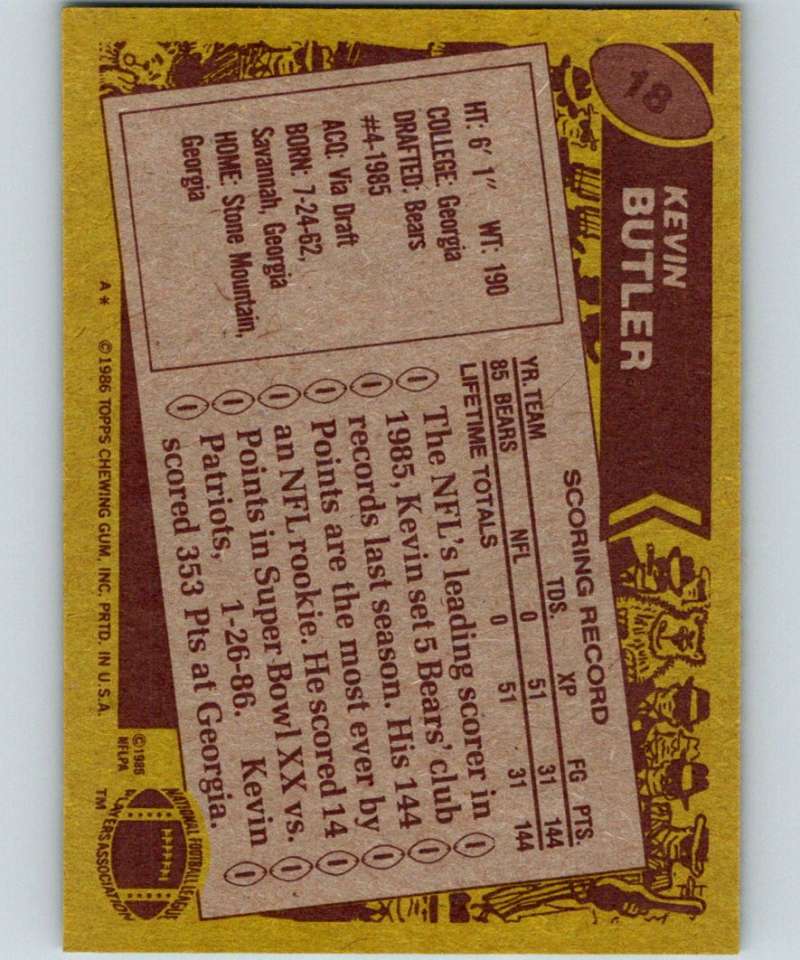 18
KEVIN
BUTLER
HT: 6' 1" WT: 190
COLLEGE: Georgia
DRAFTED: Bears
#4-1985
ACQ: Via Draft
BORN: 7-24-62,
Savannah, Georgia
HOME: Stone Mountain,
Georgia
SCORING RECORD
YR. TEAM NFL TDS. XP FG PTS.
85 BEARS 0 51 31 144
LIFETIME TOTALS 0 51 31 144
The NFL's leading scorer in
1985, Kevin set 5 Bears' club
records last season. His 144
Points are the most ever by
an NFL rookie. He scored 14
Points in Super Bowl XX vs.
Patriots, 1-26-86. Kevin
scored 353 Pts at Georgia.
A * © 1986 TOPPS CHEWING GUM, INC. PRTD. IN U.S.A.
© 1985
NFLPA
TM
NATIONAL FOOTBALL LEAGUE
PLAYERS ASSOCIATION